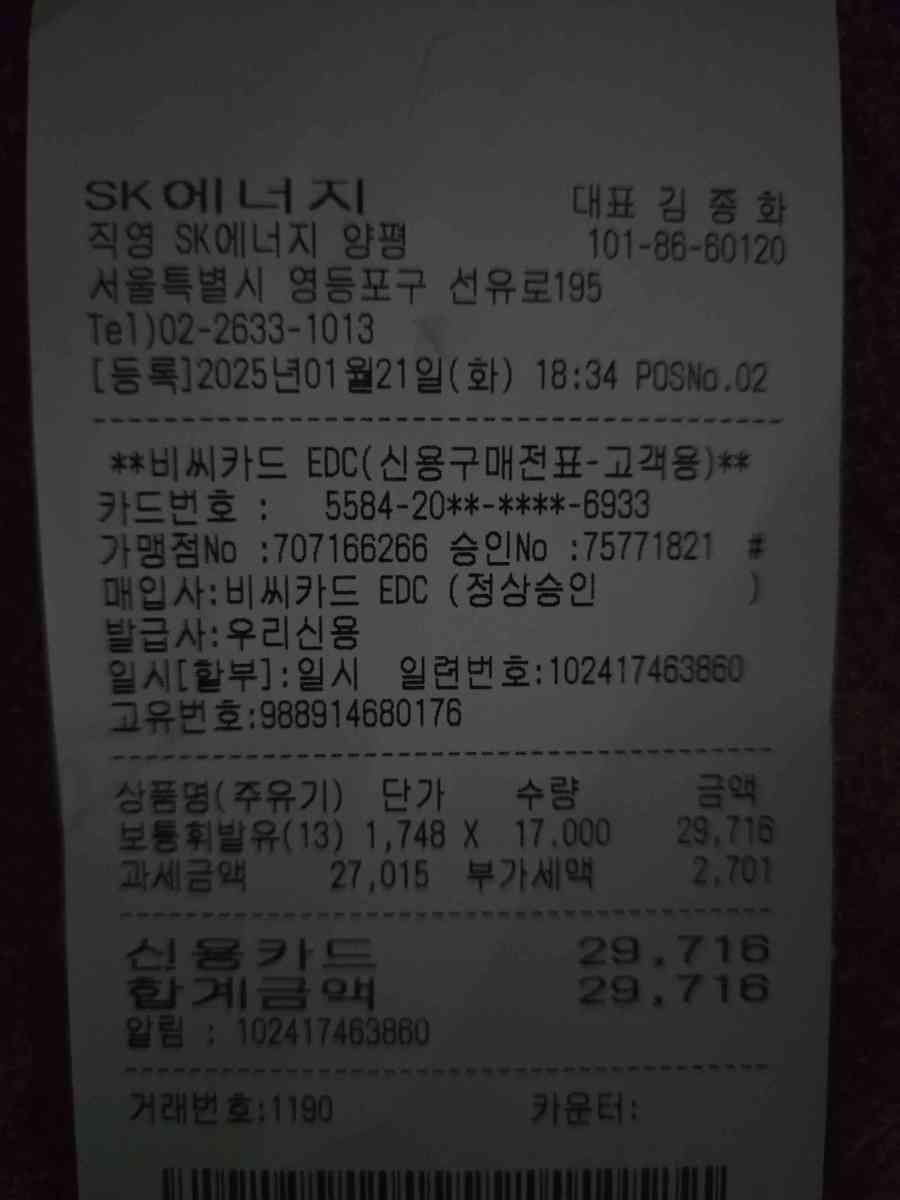 SK에너지 대표 김 종 화
직영 SK에너지 양평 101-86-60120
서울특별시 영등포구 선유로195
Tel)02-2633-1013
[등록]2025년01월21일(화) 18:34 POSNo.02
**비씨카드 EDC(신용구매전표-고객용)**
카드번호 : 5584-20**-****-6933
가맹점No :707166266 승인No :75771821 #
매입사:비씨카드 EDC (정상승인 )
발급사:우리신용
일시[할부]:일시 일련번호:102417463860
고유번호:988914680176
상품명(주유기) 단가 수량 금액
보통휘발유(13) 1,748 X 17.000 29,716
과세금액 27,015 부가세액 2,701
신용카드 29,716
합계금액 29,716
알림 : 102417463860
거래번호:1190 카운터: